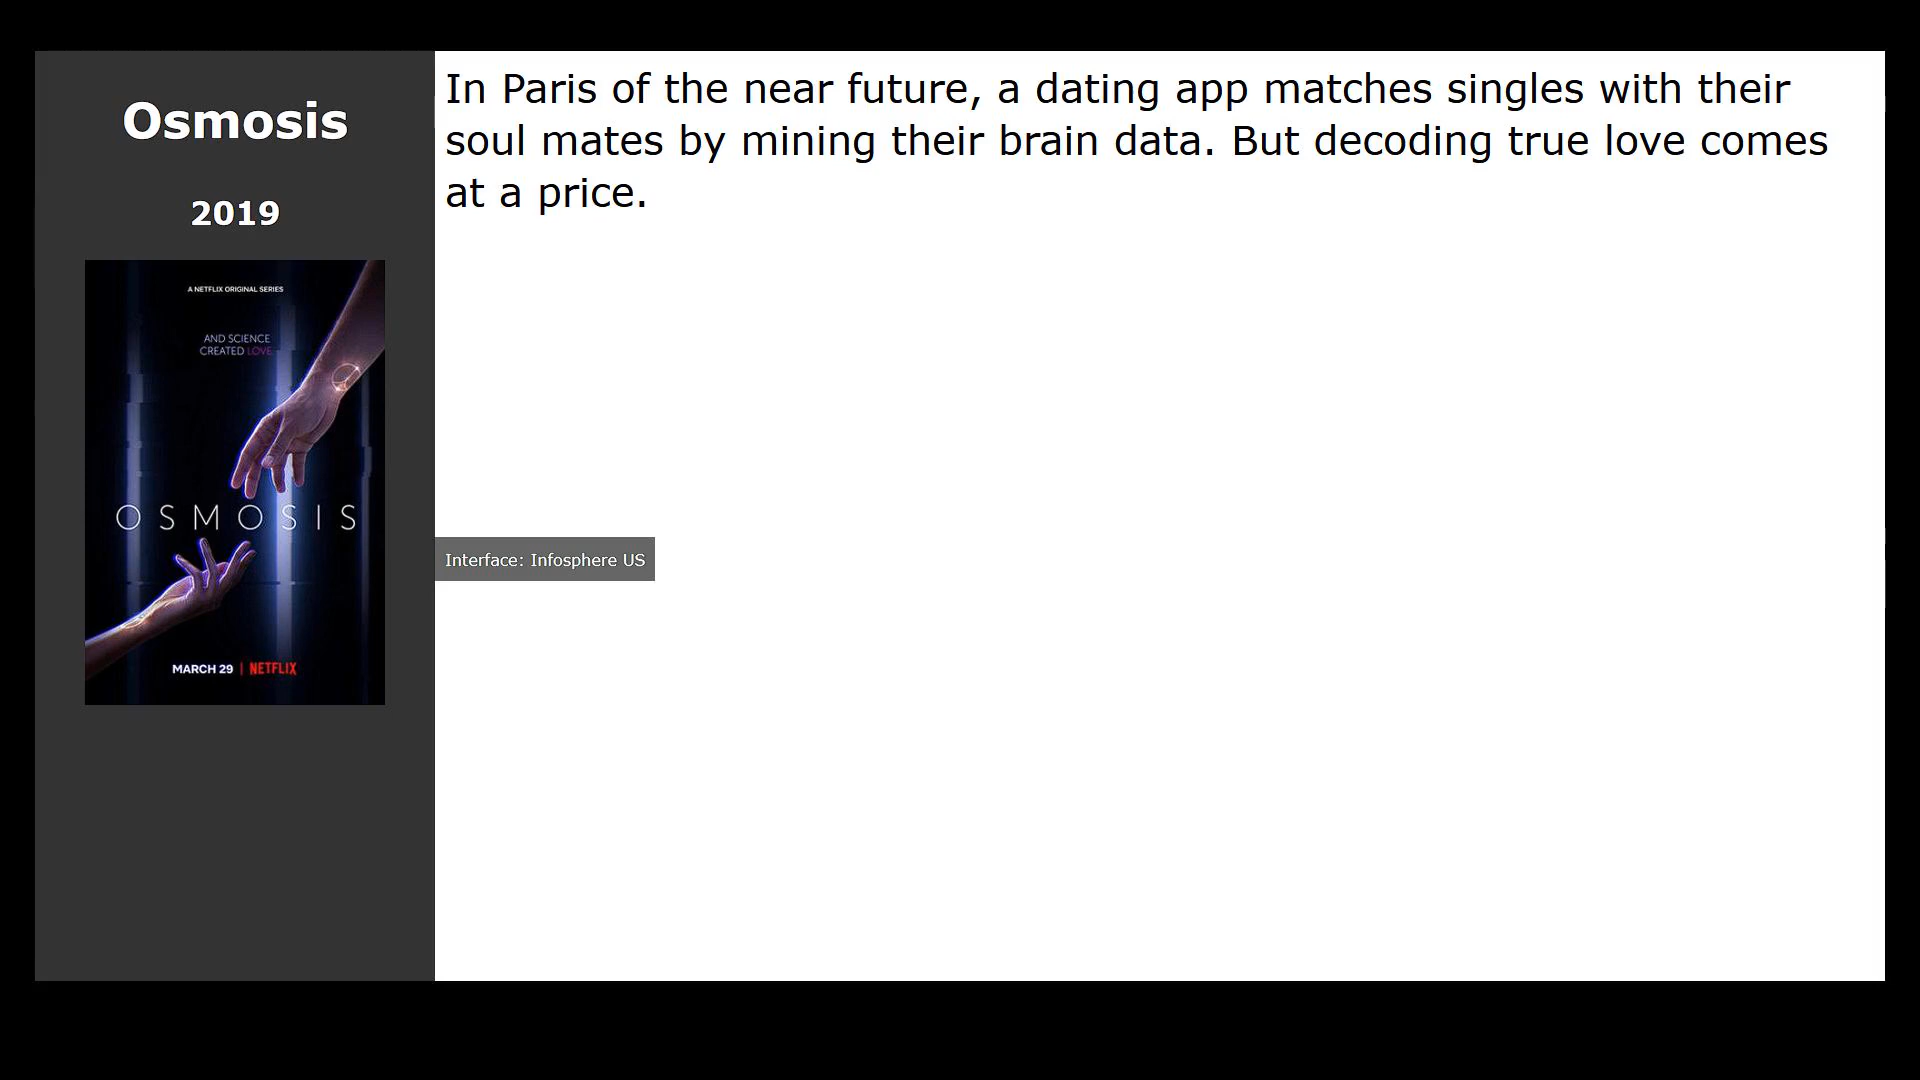 Osmosis
2019
A NETFLIX ORIGINAL SERIES
AND SCIENCE
CREATED LOVE
OSMOSIS
MARCH 29 | NETFLIX
In Paris of the near future, a dating app matches singles with their
soul mates by mining their brain data. But decoding true love comes
at a price.
Interface: Infosphere US